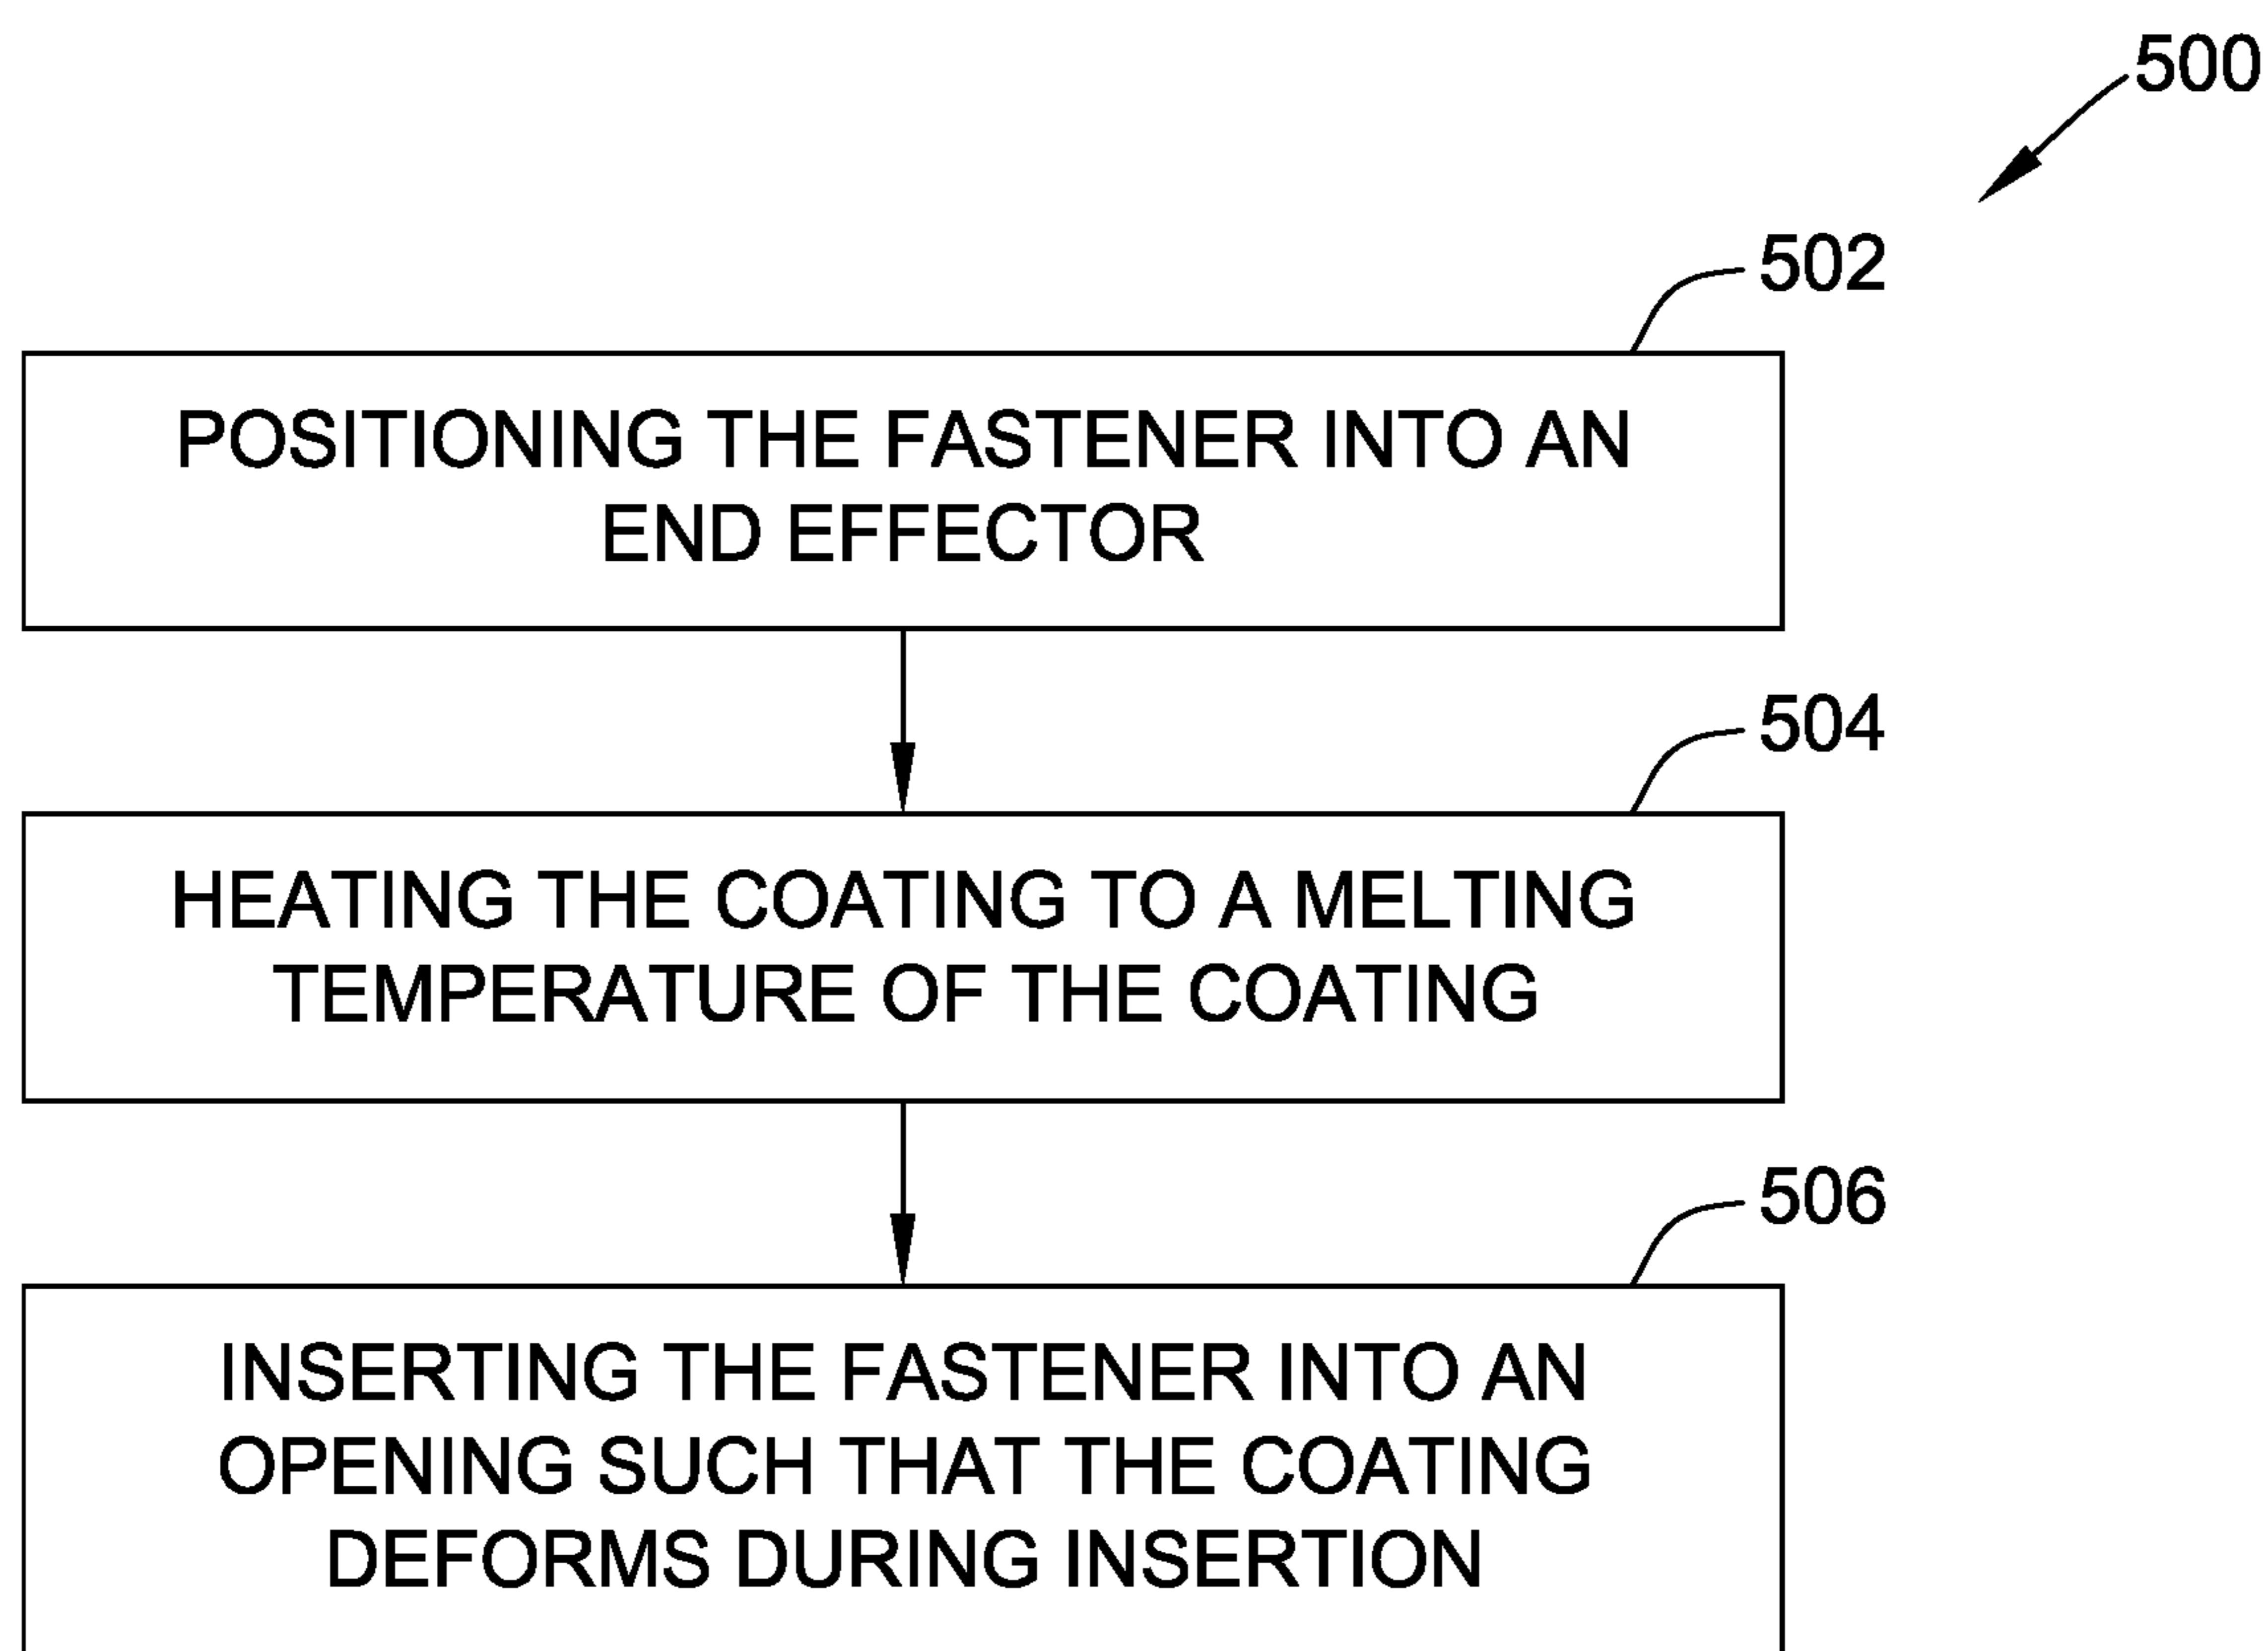 500
502
POSITIONING THE FASTENER INTO AN
END EFFECTOR
504
HEATING THE COATING TO A MELTING
TEMPERATURE OF THE COATING
506
INSERTING THE FASTENER INTO AN
OPENING SUCH THAT THE COATING
DEFORMS DURING INSERTION